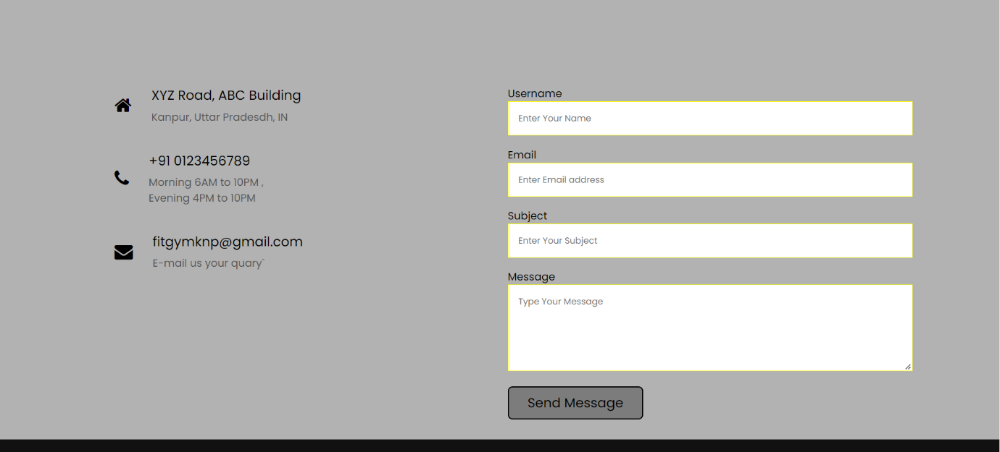 XYZ Road, ABC Building
Kanpur, Uttar Pradesdh, IN
+91 0123456789
Morning 6AM to 10PM ,
Evening 4PM to 10PM
fitgymknp@gmail.com
E-mail us your quary`
Username
Enter Your Name
Email
Enter Email address
Subject
Enter Your Subject
Message
Type Your Message
Send Message